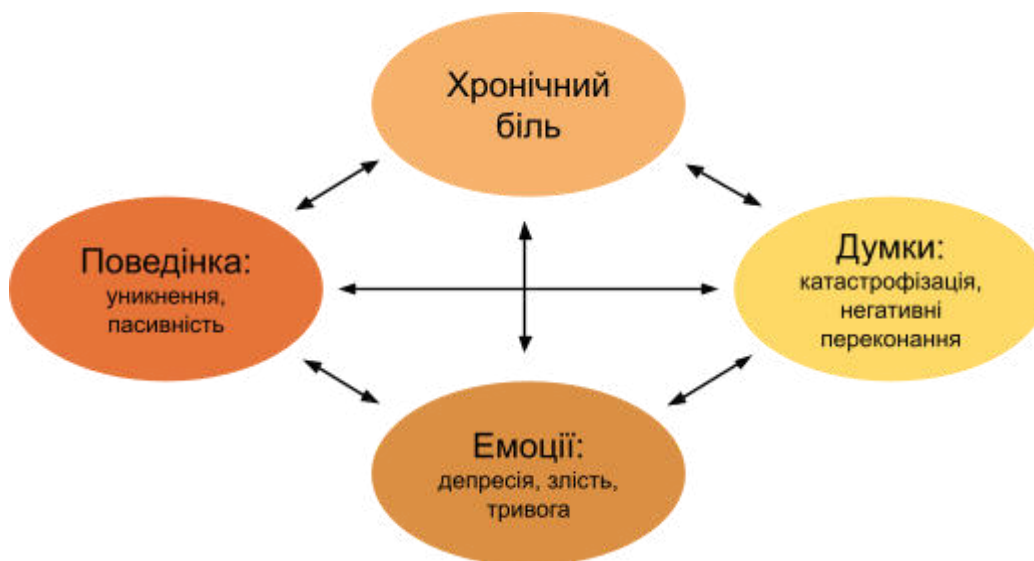 Хронічний
біль
Поведінка:
уникнення,
пасивність
Думки:
катастрофізація,
негативні
переконання
Емоції:
депресія, злість,
тривога